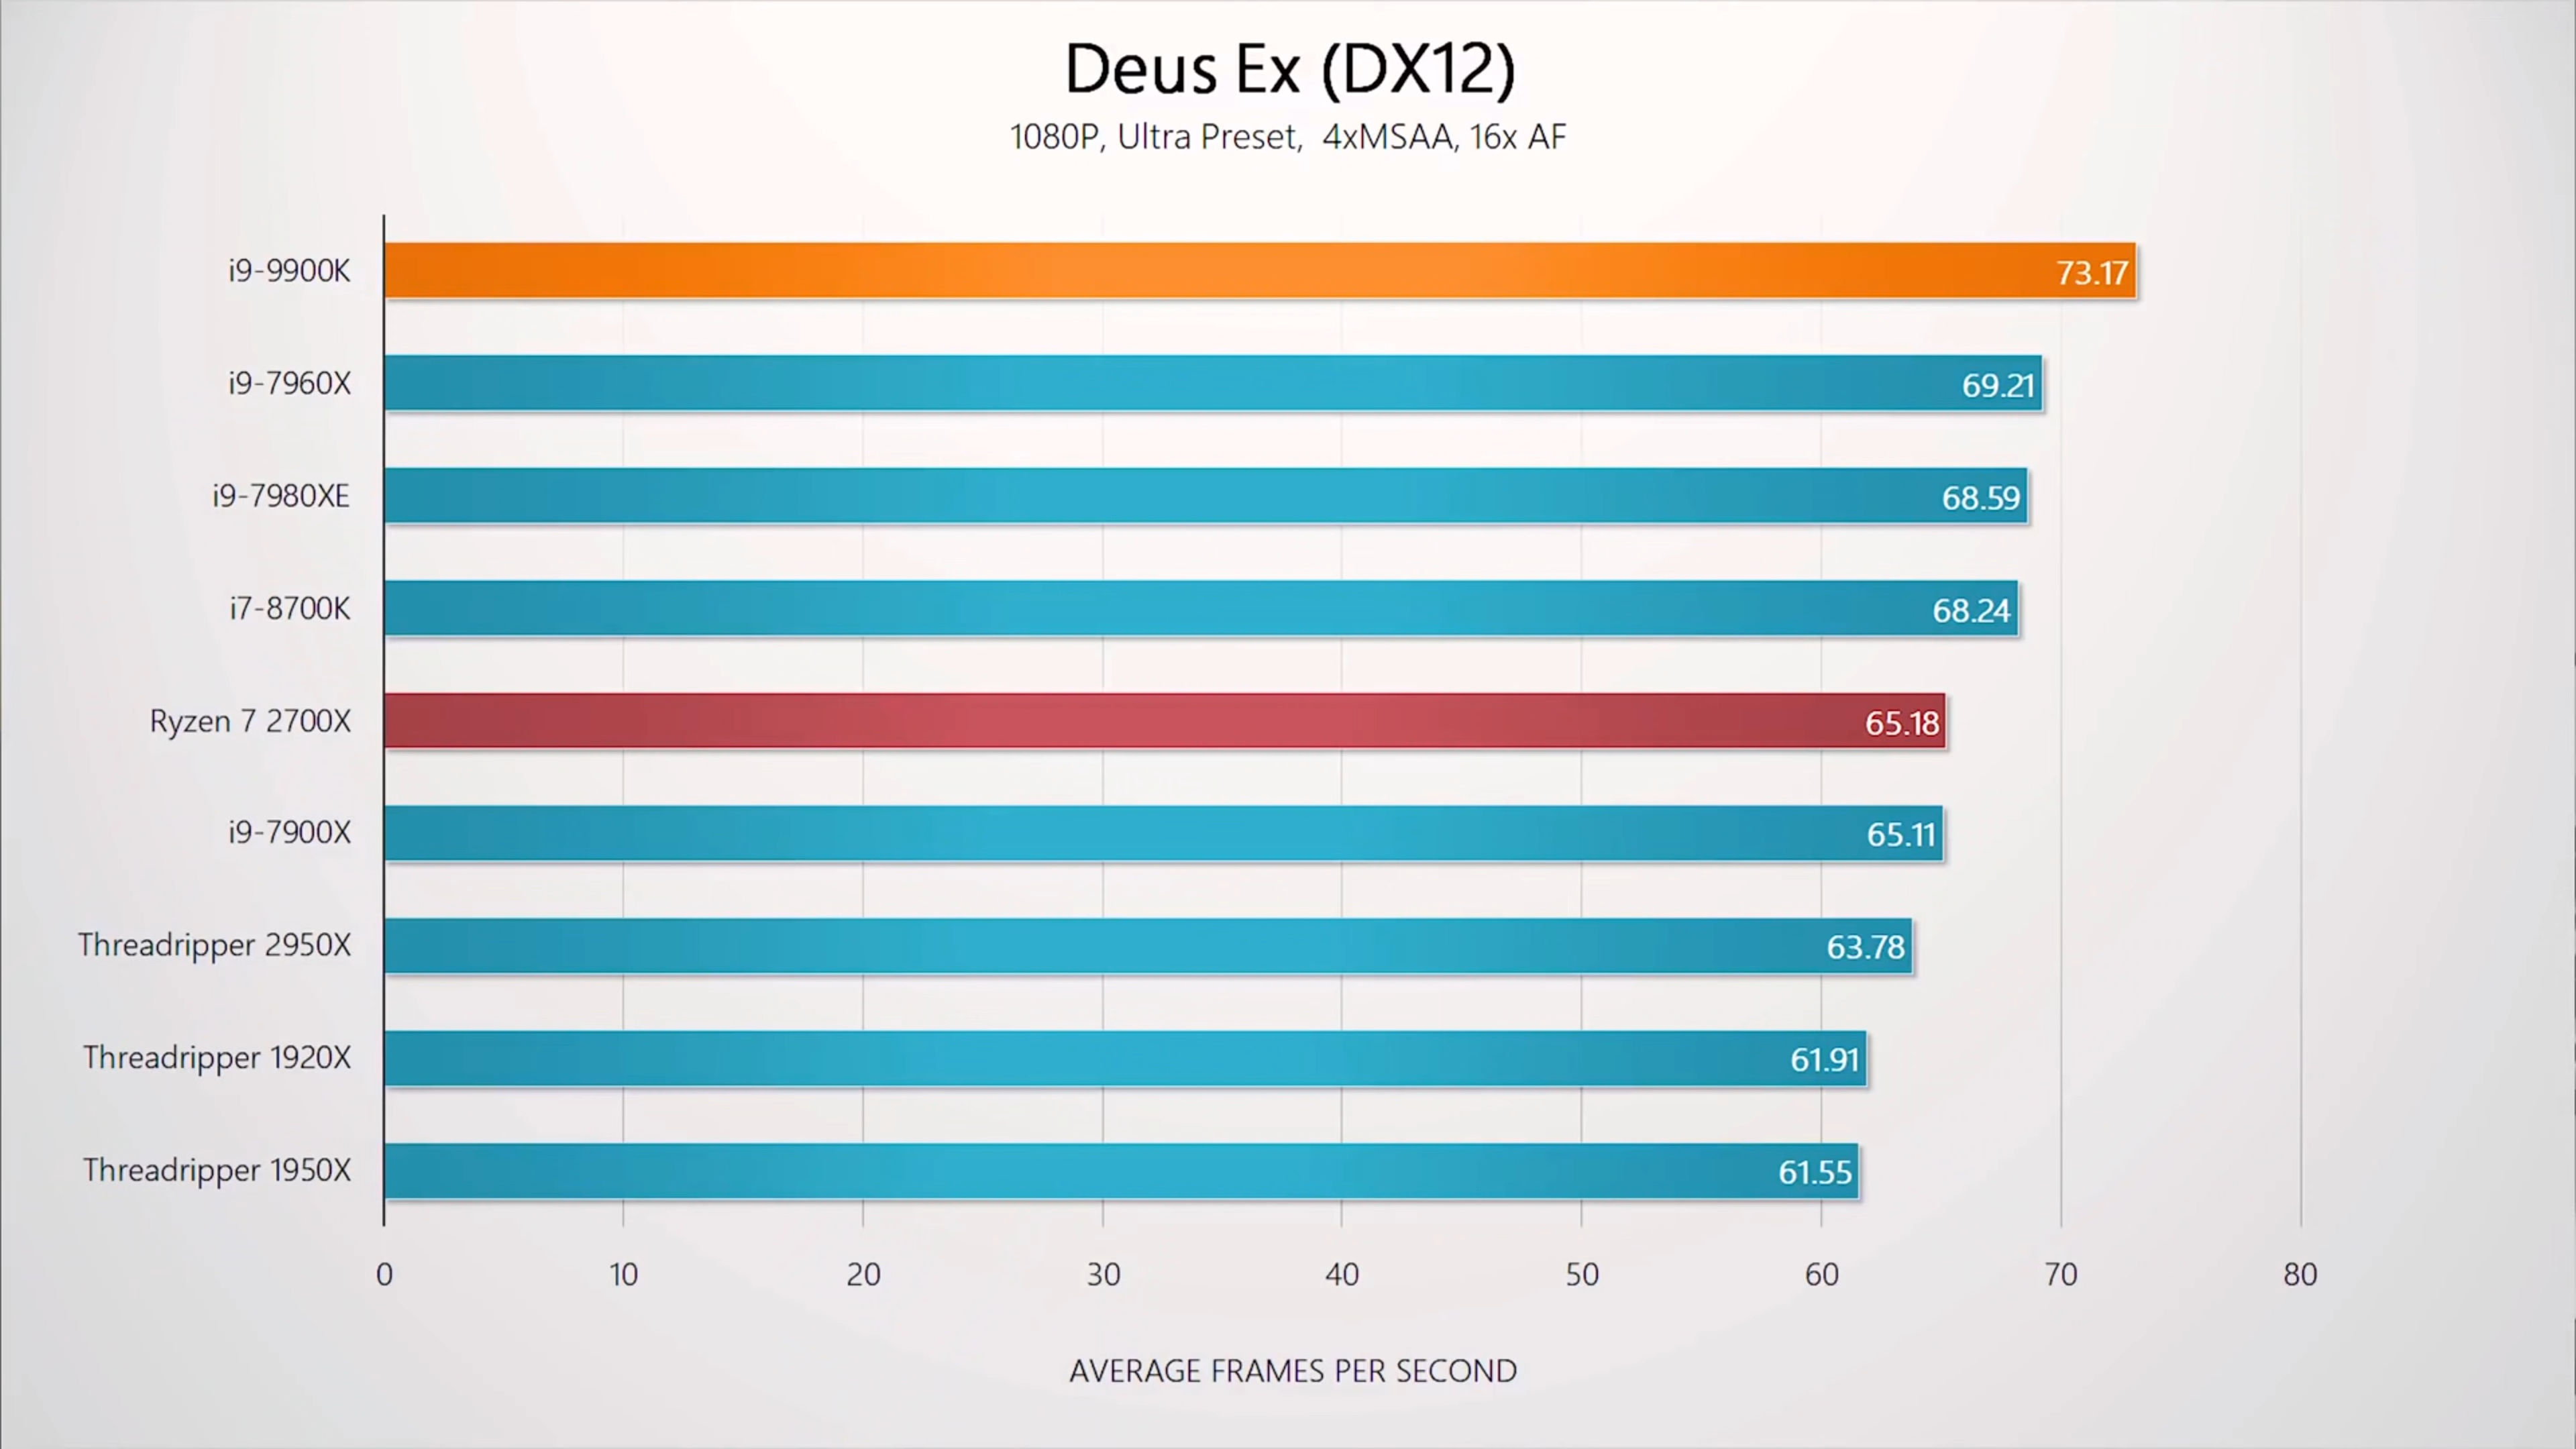 Deus Ex (DX12)
1080P, Ultra Preset,  4xMSAA, 16x AF
i9-9900K 73.17
i9-7960X 69.21
i9-7980XE 68.59
i7-8700K 68.24
Ryzen 7 2700X 65.18
i9-7900X 65.11
Threadripper 2950X 63.78
Threadripper 1920X 61.91
Threadripper 1950X 61.55
0 10 20 30 40 50 60 70 80
AVERAGE FRAMES PER SECOND